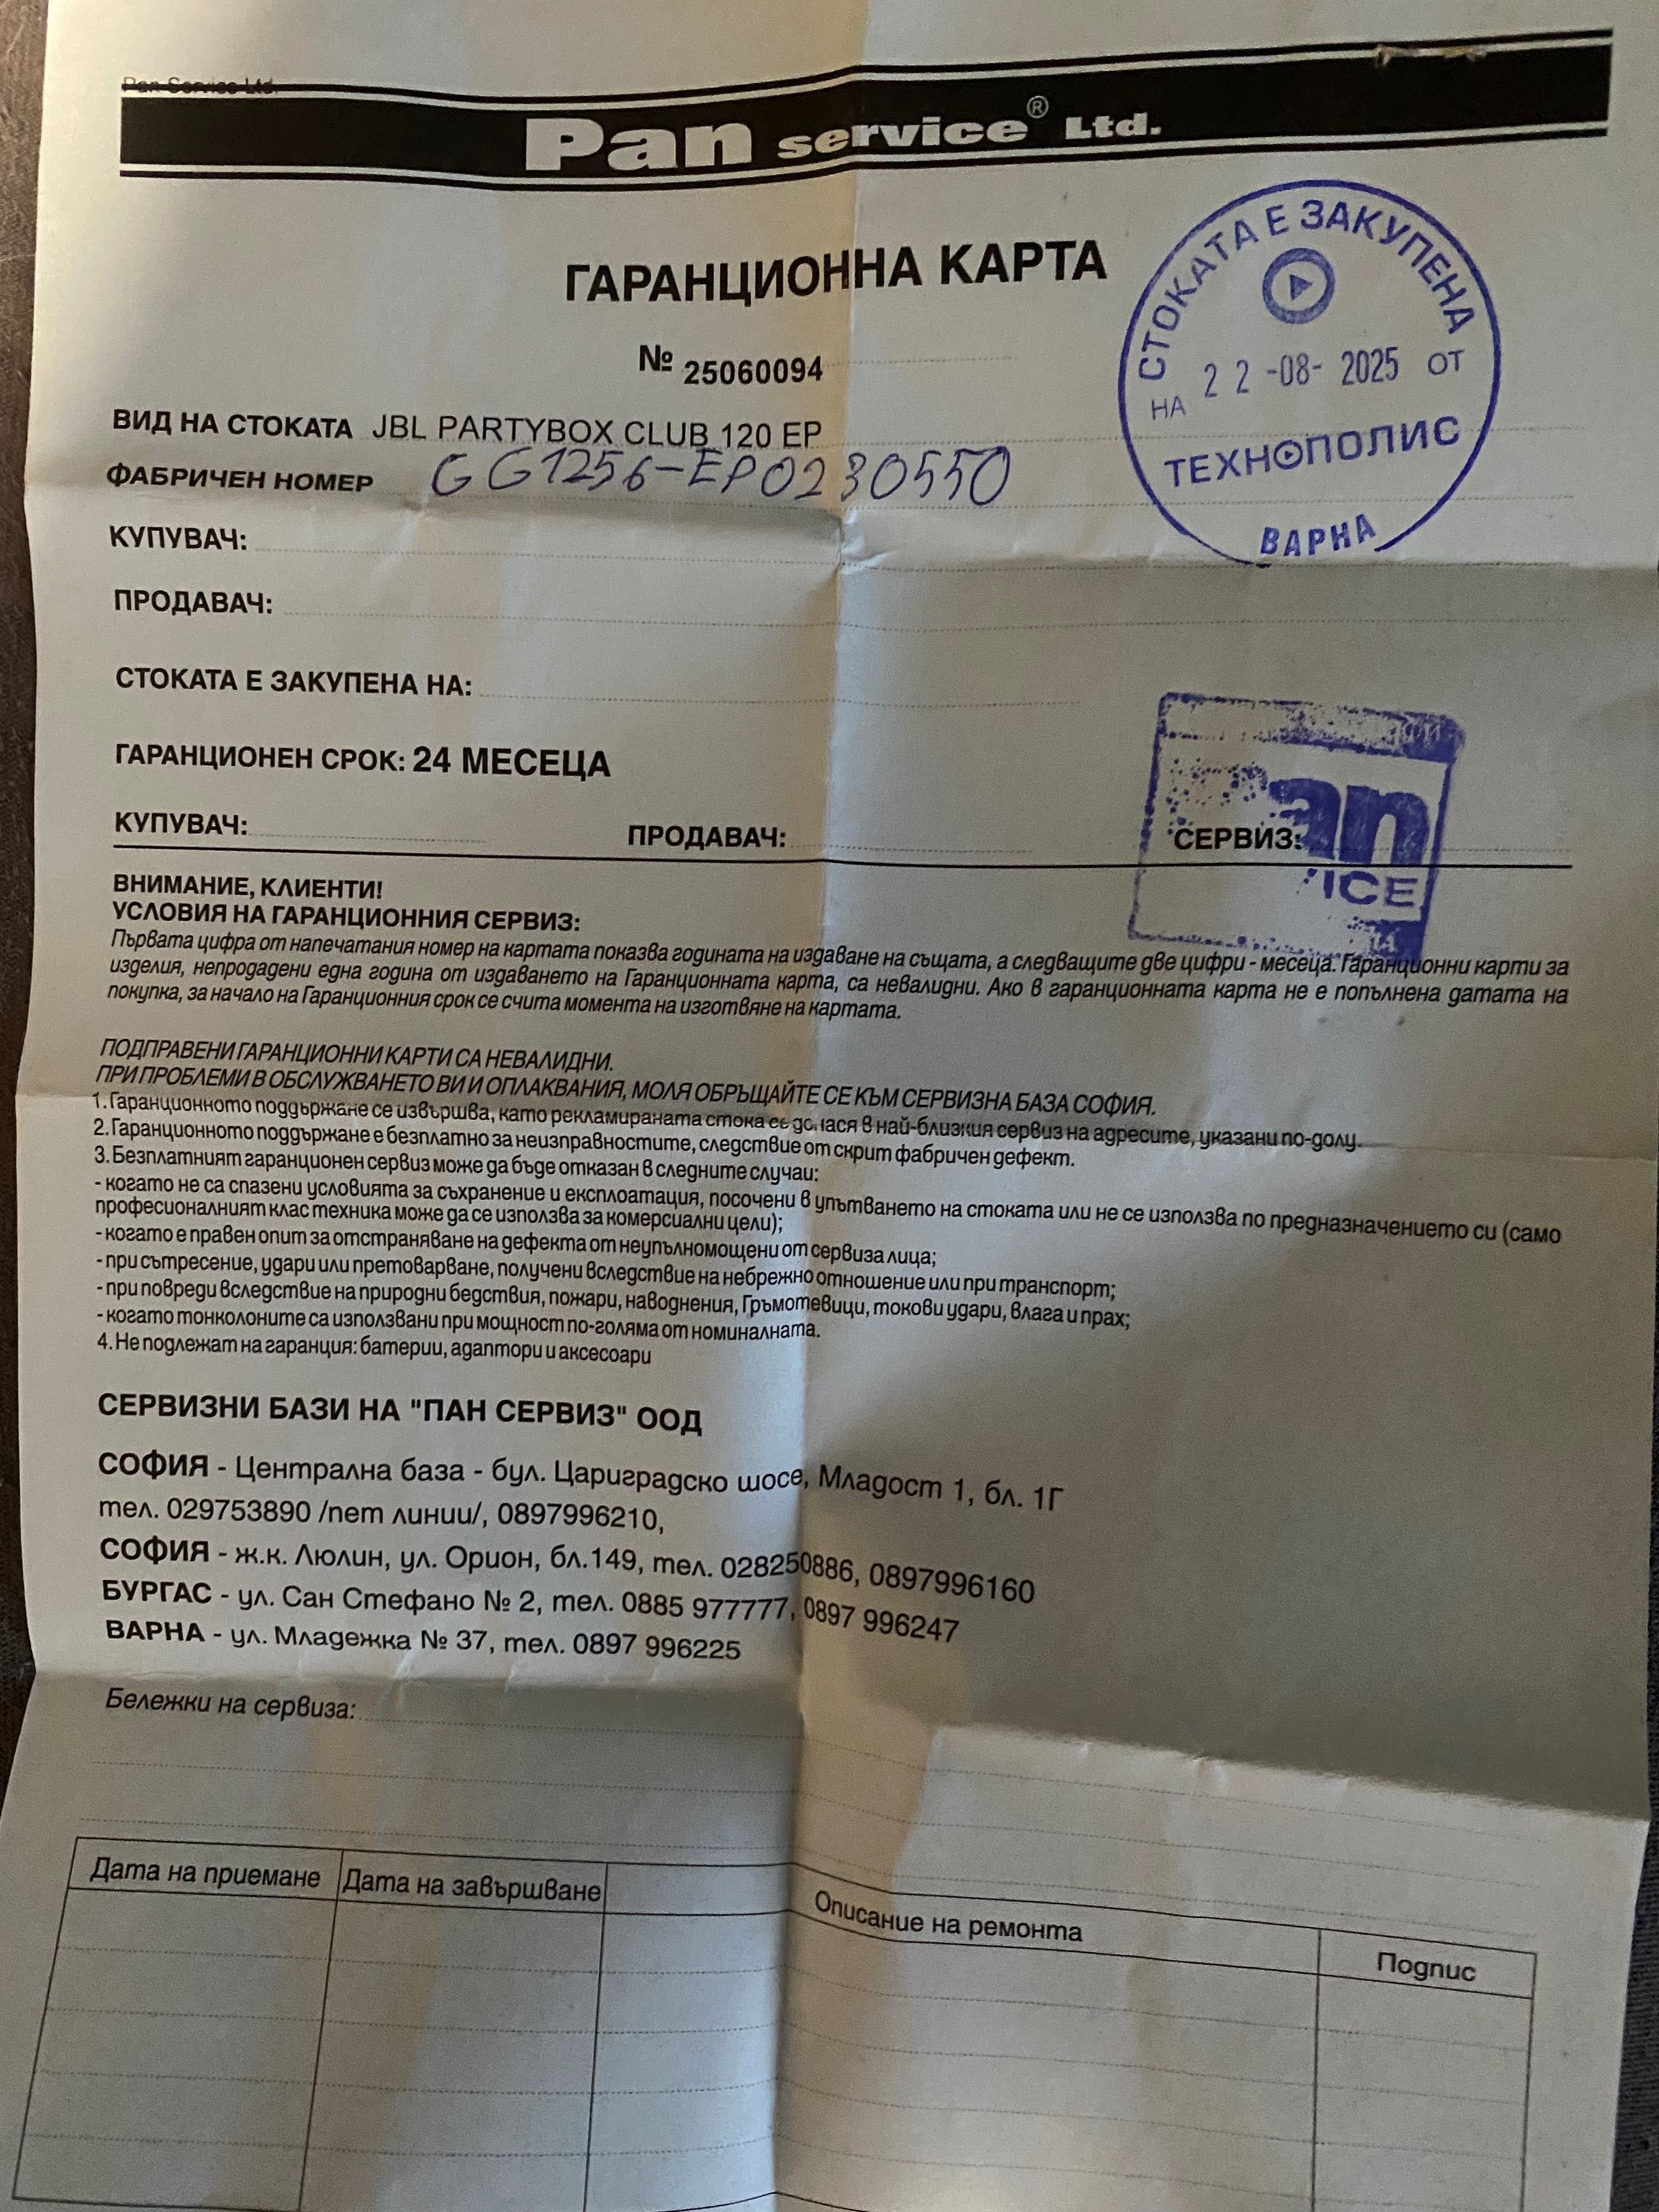 Pan Service Ltd.
Pan service® Ltd.
ГАРАНЦИОННА КАРТА
№ 25060094
СТОКАТА Е ЗАКУПЕНА
НА 22-08-2025 ОТ
ТЕХНОПОЛИС
ВАРНА
ВИД НА СТОКАТА JBL PARTYBOX CLUB 120 EP
ФАБРИЧЕН НОМЕР GG1256-EP0230550
КУПУВАЧ:
ПРОДАВАЧ:
СТОКАТА Е ЗАКУПЕНА НА:
ГАРАНЦИОНЕН СРОК: 24 МЕСЕЦА
КУПУВАЧ: ПРОДАВАЧ: СЕРВИЗ:
ВНИМАНИЕ, КЛИЕНТИ!
УСЛОВИЯ НА ГАРАНЦИОННИЯ СЕРВИЗ:
Първата цифра от напечатания номер на картата показва годината на издаване на същата, а следващите две цифри - месеца. Гаранционни карти за
изделия, непродадени една година от издаването на Гаранционната карта, са невалидни. Ако в гаранционната карта не е попълнена датата на
покупка, за начало на Гаранционния срок се счита момента на изготвяне на картата.
ПОДПРАВЕНИ ГАРАНЦИОННИ КАРТИ СА НЕВАЛИДНИ.
ПРИ ПРОБЛЕМИ В ОБСЛУЖВАНЕТО ВИ И ОПЛАКВАНИЯ, МОЛЯ ОБРЪЩАЙТЕ СЕ КЪМ СЕРВИЗНА БАЗА СОФИЯ.
1. Гаранционното поддържане се извършва, като рекламираната стока се донася в най-близкия сервиз на адресите, указани по-долу.
2. Гаранционното поддържане е безплатно за неизправностите, следствие от скрит фабричен дефект.
3. Безплатният гаранционен сервиз може да бъде отказан в следните случаи:
- когато не са спазени условията за съхранение и експлоатация, посочени в упътването на стоката или не се използва по предназначението си (само
професионалният клас техника може да се използва за комерсиални цели);
- когато е правен опит за отстраняване на дефекта от неупълномощени от сервиза лица;
- при сътресение, удари или претоварване, получени вследствие на небрежно отношение или при транспорт;
- при повреди вследствие на природни бедствия, пожари, наводнения, Гръмотевици, токови удари, влага и прах;
- когато тонколоните са използвани при мощност по-голяма от номиналната.
4. Не подлежат на гаранция: батерии, адаптори и аксесоари
СЕРВИЗНИ БАЗИ НА "ПАН СЕРВИЗ" ООД
СОФИЯ - Централна база - бул. Цариградско шосе, Младост 1, бл. 1Г
тел. 029753890 /пет линии/, 0897996210,
СОФИЯ - ж.к. Люлин, ул. Орион, бл.149, тел. 028250886, 0897996160
БУРГАС - ул. Сан Стефано № 2, тел. 0885 977777, 0897 996247
ВАРНА - ул. Младежка № 37, тел. 0897 996225
Бележки на сервиза:
Дата на приемане Дата на завършване Описание на ремонта Подпис